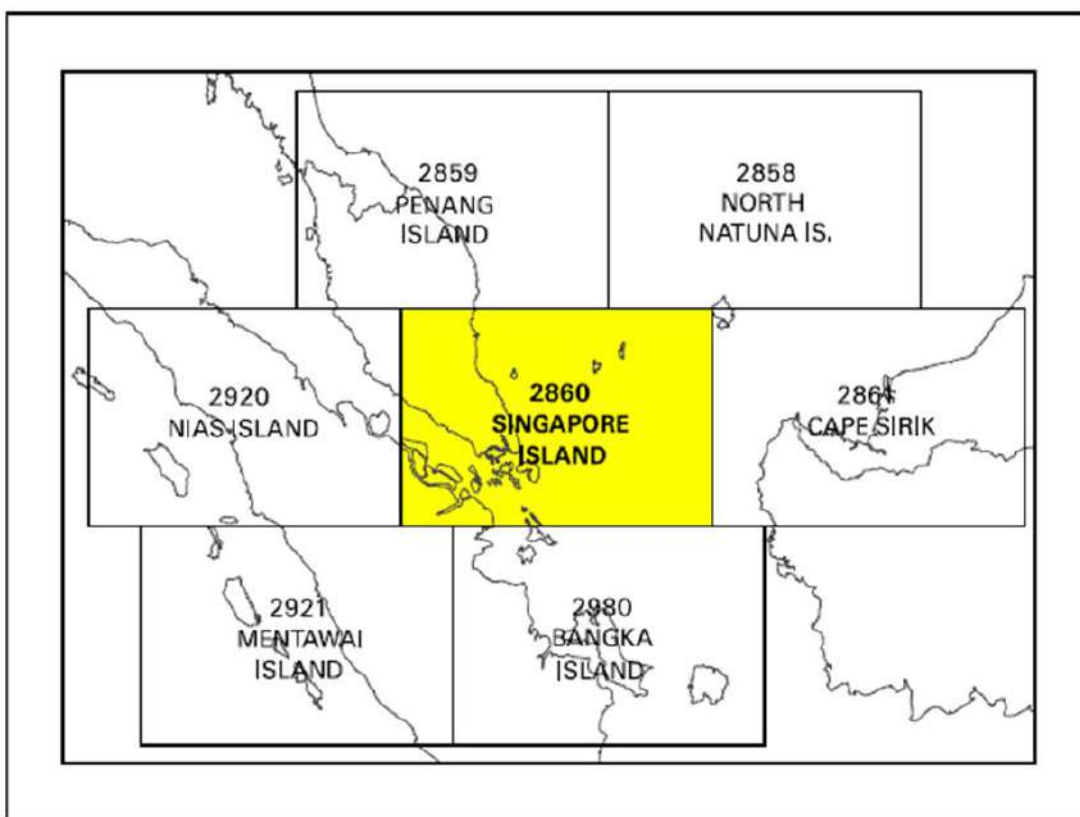 2859
PENANG
ISLAND
2858
NORTH
NATUNA IS.
2920
NIAS ISLAND
2860
SINGAPORE
ISLAND
2861
CAPE SIRIK
2921
MENTAWAI
ISLAND
2980
BANGKA
ISLAND